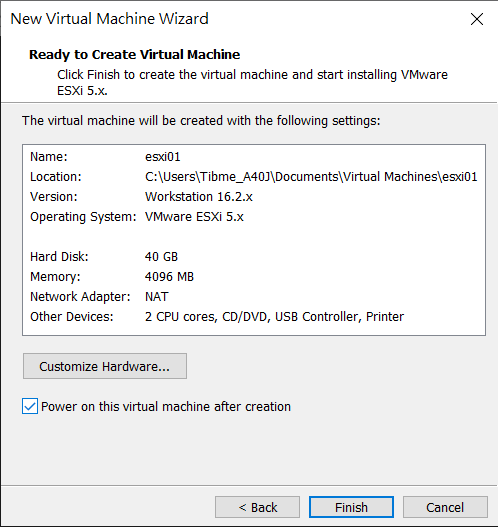 New Virtual Machine Wizard
Ready to Create Virtual Machine
Click Finish to create the virtual machine and start installing VMware
ESXi 5.x.
The virtual machine will be created with the following settings:
Name: esxi01
Location: C:\Users\Tibme_A40J\Documents\Virtual Machines\esxi01
Version: Workstation 16.2.x
Operating System: VMware ESXi 5.x
Hard Disk: 40 GB
Memory: 4096 MB
Network Adapter: NAT
Other Devices: 2 CPU cores, CD/DVD, USB Controller, Printer
Customize Hardware...
Power on this virtual machine after creation
< Back Finish Cancel